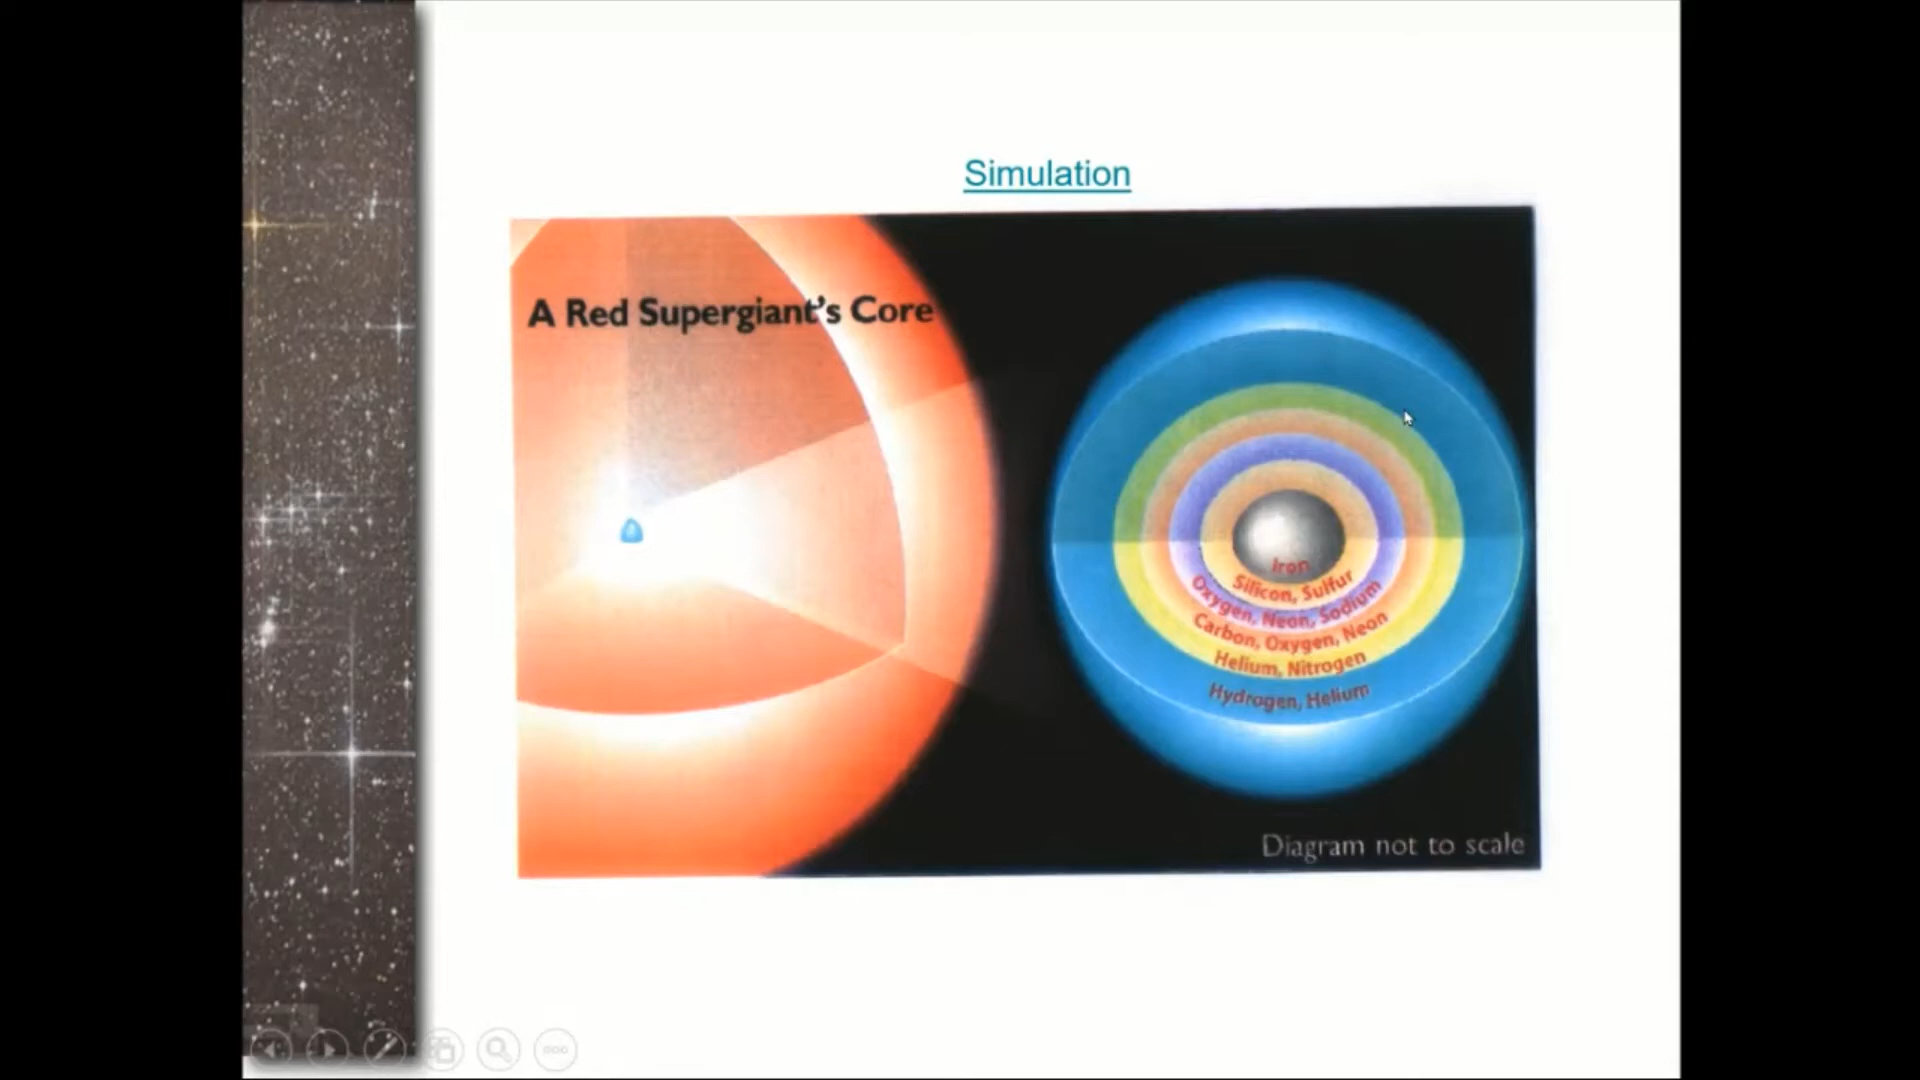 Simulation
A Red Supergiant's Core
Iron
Silicon, Sulfur
Oxygen, Neon, Sodium
Carbon, Oxygen, Neon
Helium, Nitrogen
Hydrogen, Helium
Diagram not to scale